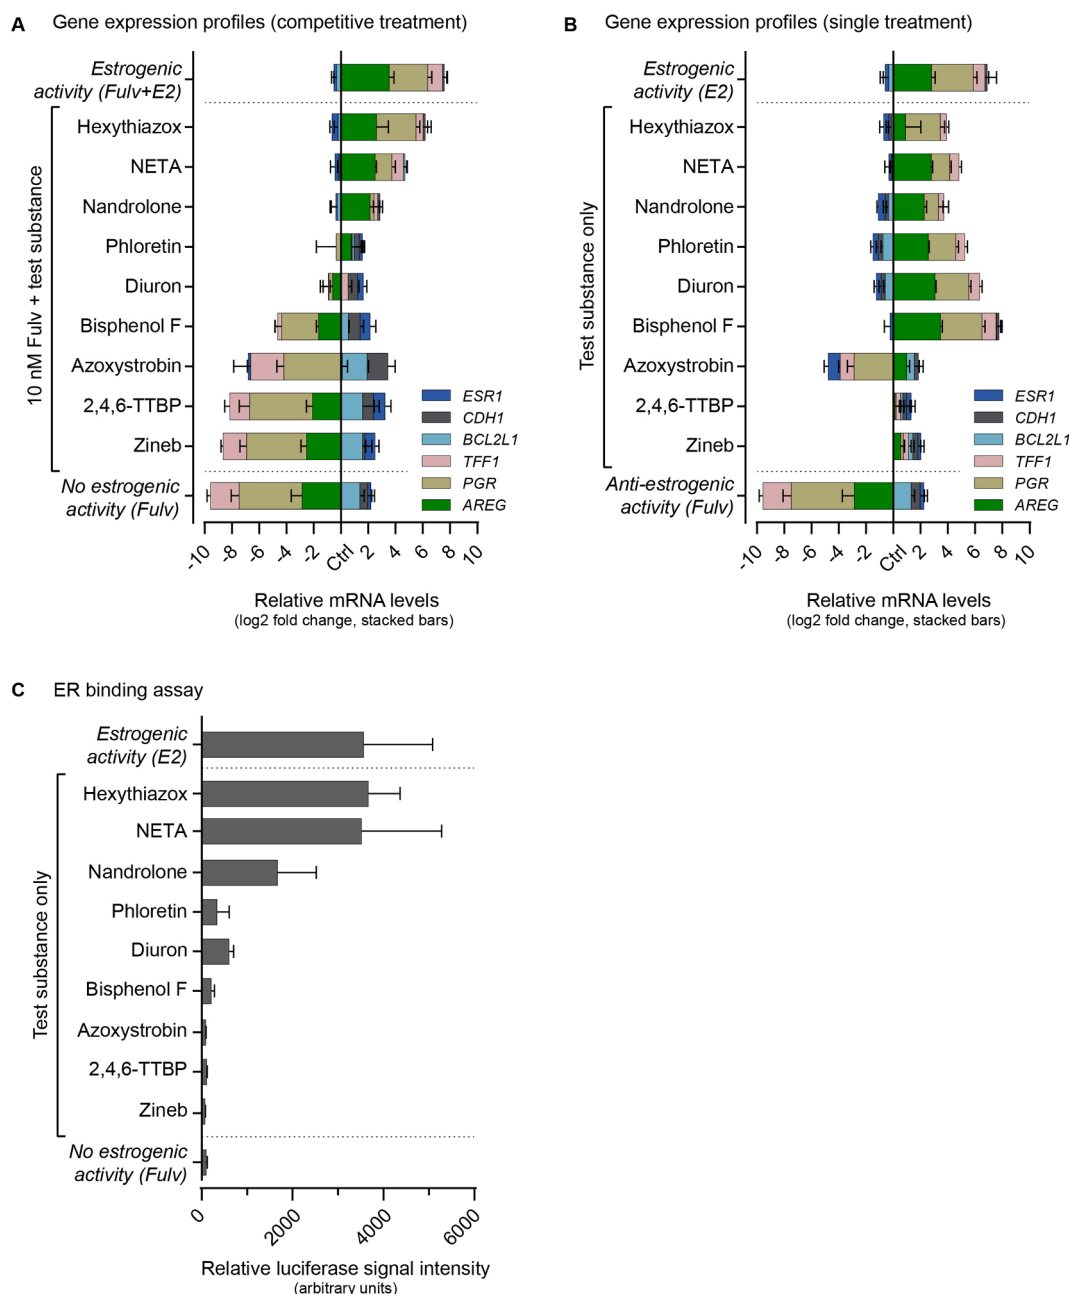 A Gene expression profiles (competitive treatment)
Estrogenic
activity (Fulv+E2)
Hexythiazox
NETA
Nandrolone
Phloretin
Diuron
Bisphenol F
Azoxystrobin
2,4,6-TTBP
Zineb
No estrogenic
activity (Fulv)
10 nM Fulv + test substance
ESR1
CDH1
BCL2L1
TFF1
PGR
AREG
-10 -8 -6 -4 -2 Ctrl 2 4 6 8 10
Relative mRNA levels
(log2 fold change, stacked bars)
B Gene expression profiles (single treatment)
Estrogenic
activity (E2)
Hexythiazox
NETA
Nandrolone
Phloretin
Diuron
Bisphenol F
Azoxystrobin
2,4,6-TTBP
Zineb
Anti-estrogenic
activity (Fulv)
Test substance only
ESR1
CDH1
BCL2L1
TFF1
PGR
AREG
-10 -8 -6 -4 -2 Ctrl 2 4 6 8 10
Relative mRNA levels
(log2 fold change, stacked bars)
C ER binding assay
Estrogenic
activity (E2)
Hexythiazox
NETA
Nandrolone
Phloretin
Diuron
Bisphenol F
Azoxystrobin
2,4,6-TTBP
Zineb
No estrogenic
activity (Fulv)
Test substance only
0 2000 4000 6000
Relative luciferase signal intensity
(arbitrary units)